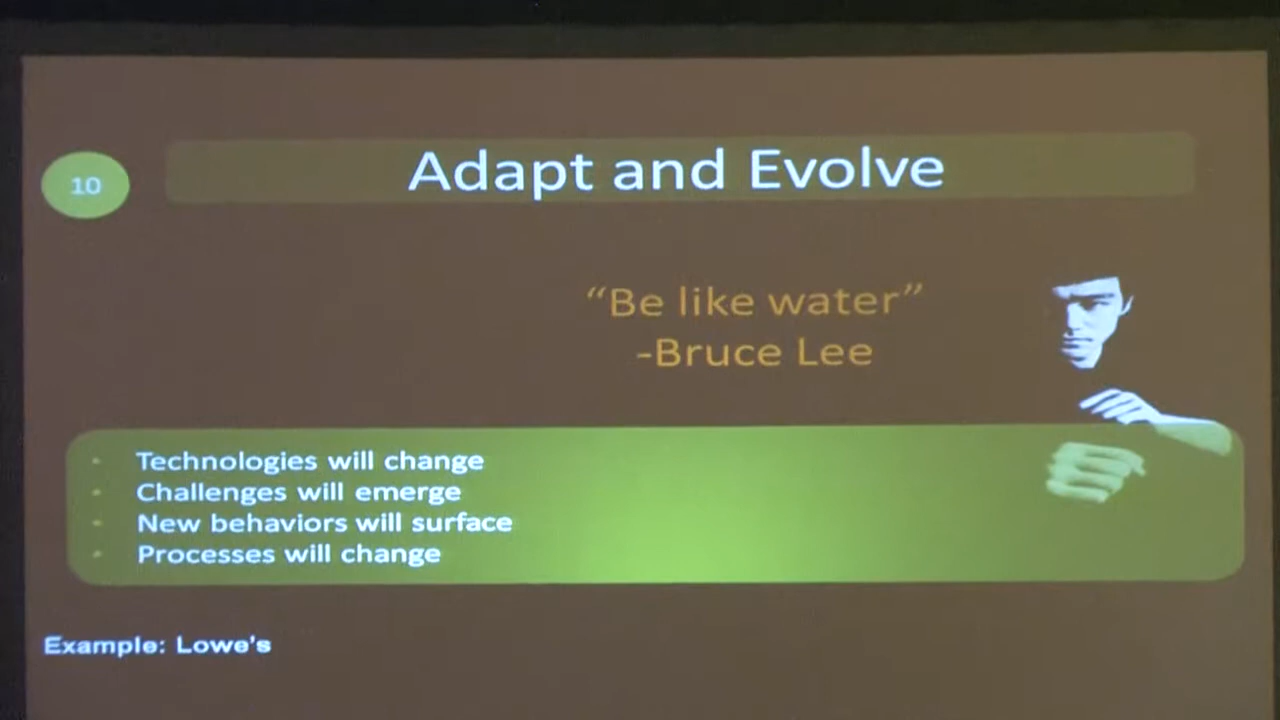 10
Adapt and Evolve
“Be like water”
-Bruce Lee
• Technologies will change
• Challenges will emerge
• New behaviors will surface
• Processes will change
Example: Lowe's